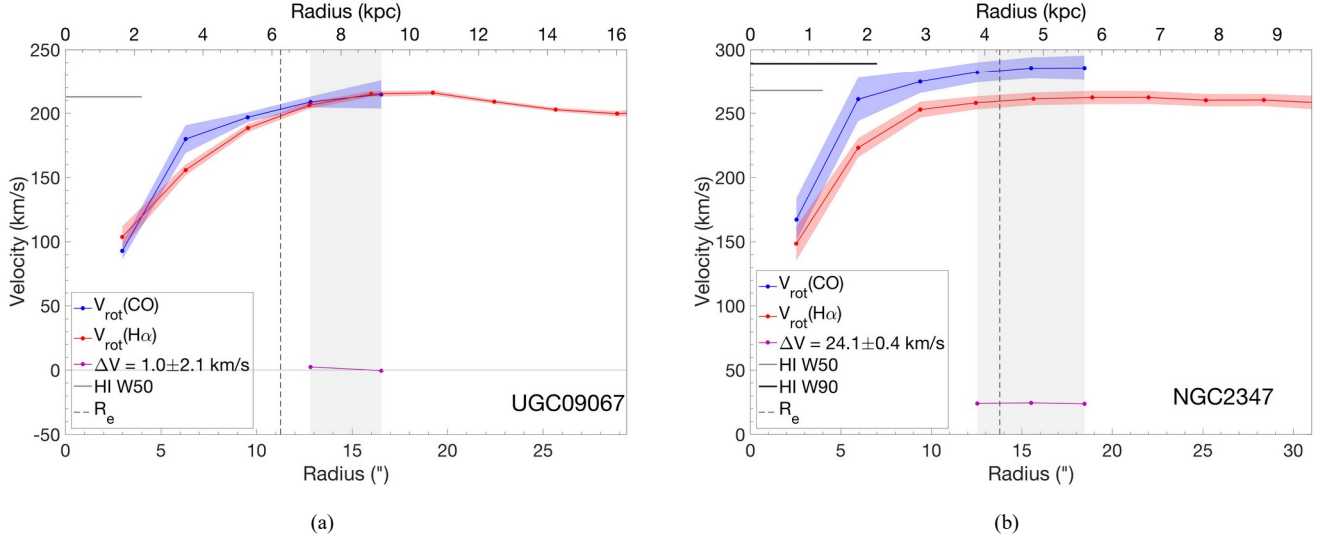 Radius (kpc)
0 2 4 6 8 10 12 14 16
250
200
150
100
50
0
-50
Velocity (km/s)
V_rot(CO)
V_rot(Hα)
ΔV = 1.0±2.1 km/s
HI W50
R_e
UGC09067
0 5 10 15 20 25
Radius (")
(a)
Radius (kpc)
0 1 2 3 4 5 6 7 8 9
300
250
200
150
100
50
0
Velocity (km/s)
V_rot(CO)
V_rot(Hα)
ΔV = 24.1±0.4 km/s
HI W50
HI W90
R_e
NGC2347
0 5 10 15 20 25 30
Radius (")
(b)